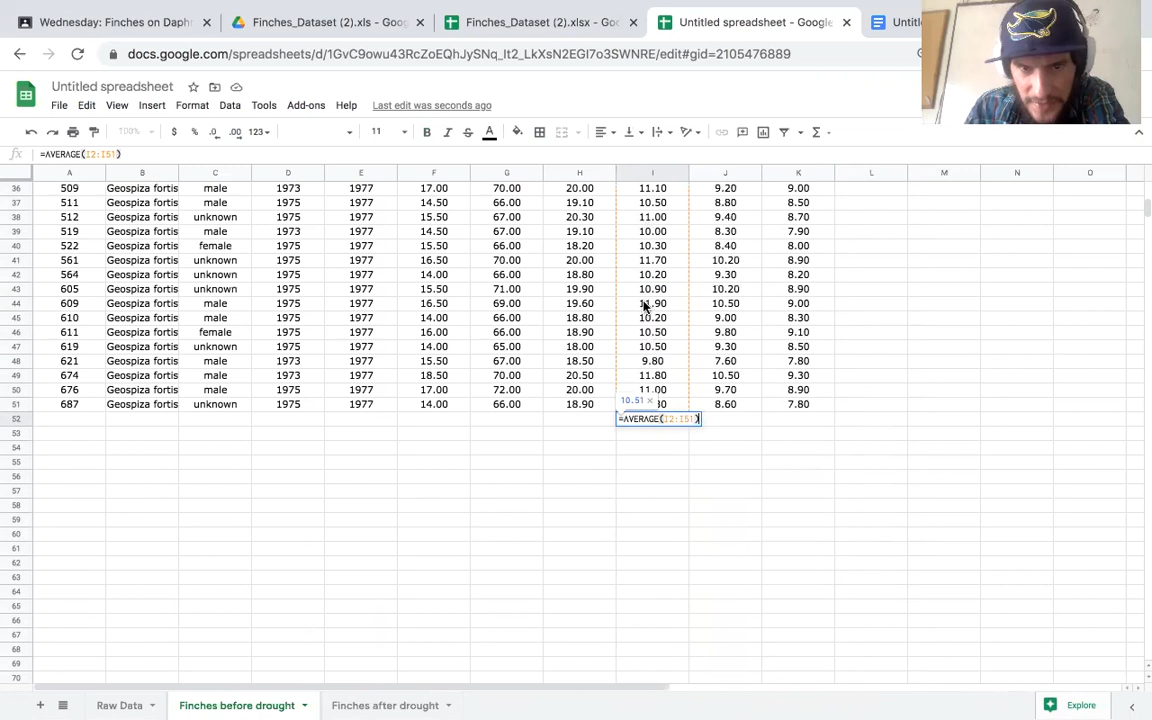 Wednesday: Finches on Daph
Finches_Dataset (2).xls - Goog
Finches_Dataset (2).xlsx - Goo
Untitled spreadsheet - Google
Untitl
docs.google.com/spreadsheets/d/1GvC9owu43RcZoEQhJySNq_It2_LkXsN2EGI7o3SWNRE/edit#gid=2105476889
Untitled spreadsheet
File Edit View Insert Format Data Tools Add-ons Help Last edit was seconds ago
100% $ % .0 .00 123 11 B I S A
fx =AVERAGE(I2:I51)
A B C D E F G H I J K L M N O
36 509 Geospiza fortis male 1973 1977 17.00 70.00 20.00 11.10 9.20 9.00
37 511 Geospiza fortis male 1975 1977 14.50 66.00 19.10 10.50 8.80 8.50
38 512 Geospiza fortis unknown 1975 1977 15.50 67.00 20.30 11.00 9.40 8.70
39 519 Geospiza fortis male 1975 1977 14.50 67.00 19.10 10.00 8.30 7.90
40 522 Geospiza fortis female 1975 1977 15.50 66.00 18.20 10.30 8.40 8.00
41 561 Geospiza fortis unknown 1975 1977 16.50 70.00 20.00 11.70 10.20 8.90
42 564 Geospiza fortis unknown 1975 1977 14.00 66.00 18.80 10.20 9.30 8.20
43 605 Geospiza fortis unknown 1975 1977 15.50 71.00 19.90 10.90 10.20 8.90
44 609 Geospiza fortis male 1975 1977 16.50 69.00 19.60 .90 10.50 9.00
45 610 Geospiza fortis male 1975 1977 14.00 66.00 18.80 10.20 9.00 8.30
46 611 Geospiza fortis female 1975 1977 16.00 66.00 18.90 10.50 9.80 9.10
47 619 Geospiza fortis unknown 1975 1977 14.00 65.00 18.00 10.50 9.30 8.50
48 621 Geospiza fortis male 1973 1977 15.50 67.00 18.50 9.80 7.60 7.80
49 674 Geospiza fortis male 1973 1977 18.50 70.00 20.50 11.80 10.50 9.30
50 676 Geospiza fortis male 1975 1977 17.00 72.00 20.00 11.00 9.70 8.90
51 687 Geospiza fortis unknown 1975 1977 14.00 66.00 18.90 10.51 × 30 8.60 7.80
52 =AVERAGE(I2:I51)
53
54
55
56
57
58
59
60
61
62
63
64
65
66
67
68
69
70
+ Raw Data Finches before drought Finches after drought Explore